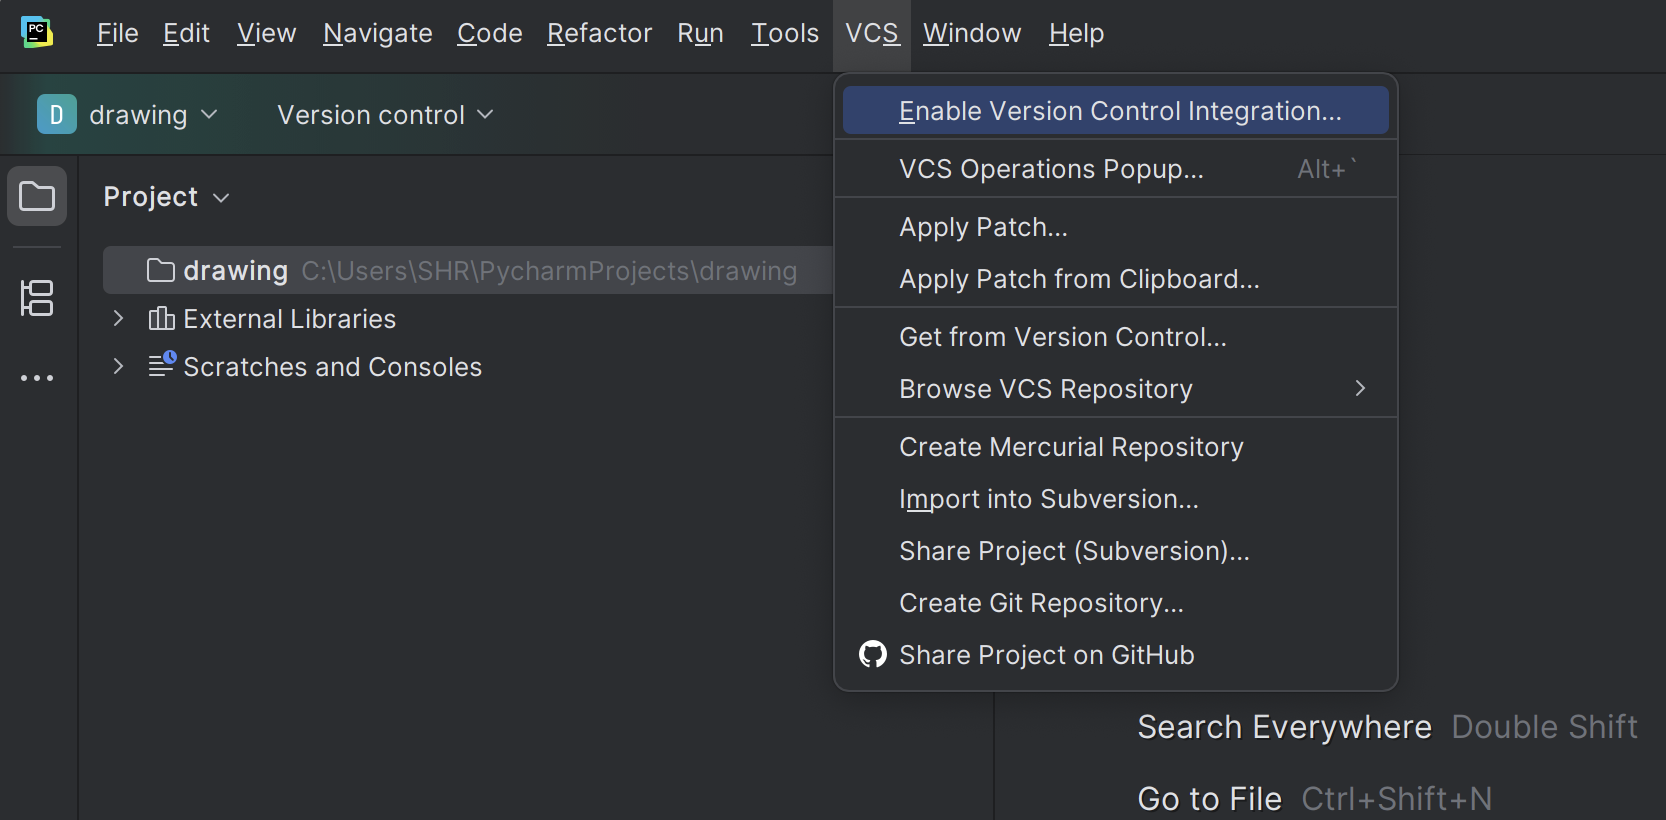 PC
File Edit View Navigate Code Refactor Run Tools VCS Window Help
D drawing Version control
Project
drawing C:\Users\SHR\PycharmProjects\drawing
External Libraries
Scratches and Consoles
Enable Version Control Integration...
VCS Operations Popup... Alt+`
Apply Patch...
Apply Patch from Clipboard...
Get from Version Control...
Browse VCS Repository
Create Mercurial Repository
Import into Subversion...
Share Project (Subversion)...
Create Git Repository...
Share Project on GitHub
Search Everywhere Double Shift
Go to File Ctrl+Shift+N